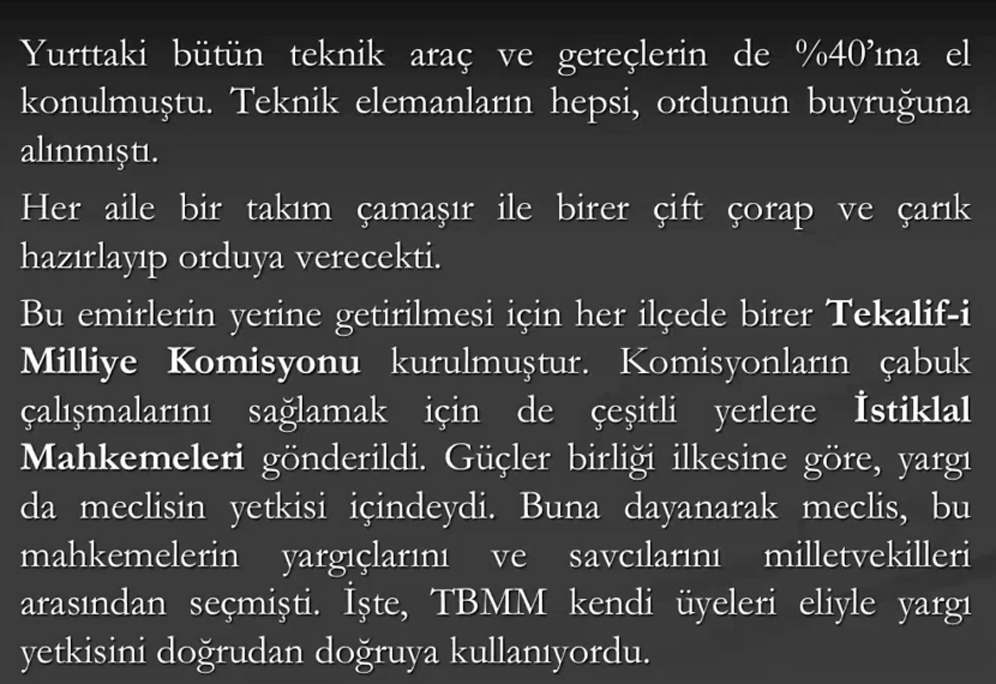 Yurttaki bütün teknik araç ve gereçlerin de %40’ına el
konulmuştu. Teknik elemanların hepsi, ordunun buyruğuna
alınmıştı.
Her aile bir takım çamaşır ile birer çift çorap ve çarık
hazırlayıp orduya verecekti.
Bu emirlerin yerine getirilmesi için her ilçede birer Tekalif-i
Milliye Komisyonu kurulmuştur. Komisyonların çabuk
çalışmalarını sağlamak için de çeşitli yerlere İstiklal
Mahkemeleri gönderildi. Güçler birliği ilkesine göre, yargı
da meclisin yetkisi içindeydi. Buna dayanarak meclis, bu
mahkemelerin yargıçlarını ve savcılarını milletvekilleri
arasından seçmişti. İşte, TBMM kendi üyeleri eliyle yargı
yetkisini doğrudan doğruya kullanıyordu.